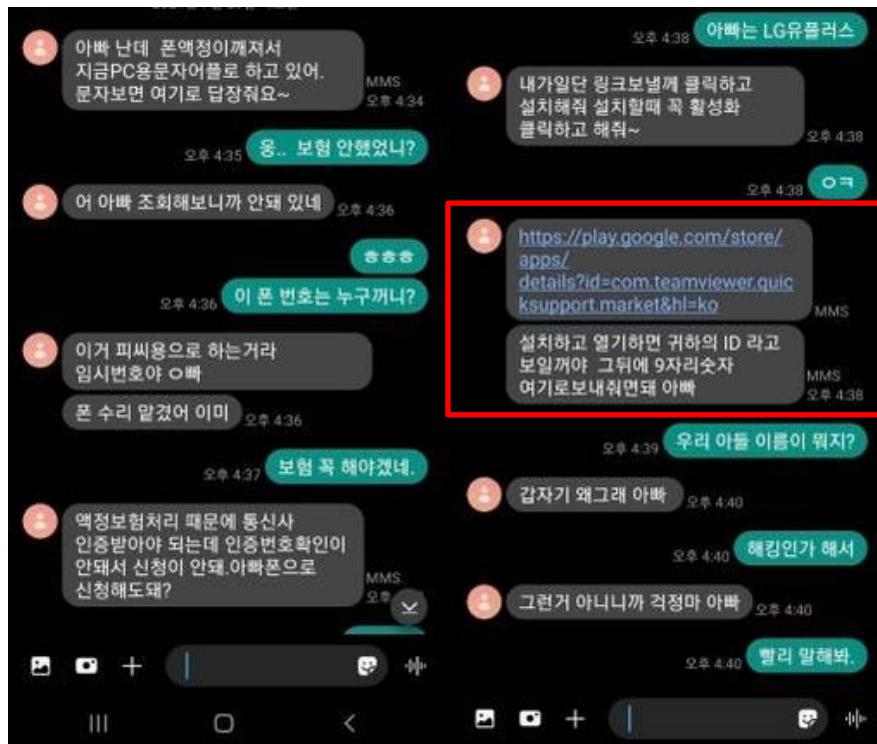 아빠 난데 폰액정이깨져서
지금PC용문자어플로 하고 있어.
문자보면 여기로 답장줘요~
MMS
오후 4:34
오후 4:35
웅.. 보험 안했었니?
어 아빠 조회해보니까 안돼 있네
오후 4:36
ㅎㅎㅎ
오후 4:36
이 폰 번호는 누구꺼니?
이거 피씨용으로 하는거라
임시번호야 ㅇ빠
폰 수리 맡겼어 이미
오후 4:36
오후 4:37
보험 꼭 해야겠네.
액정보험처리 때문에 통신사
인증받아야 되는데 인증번호확인이
안돼서 신청이 안돼.아빠폰으로
신청해도돼?
MMS
오후
오후 4:38
아빠는 LG유플러스
내가일단 링크보낼께 클릭하고
설치해줘 설치할때 꼭 활성화
클릭하고 해줘~
오후 4:38
오후 4:38
ㅇㅋ
https://play.google.com/store/
apps/
details?id=com.teamviewer.quic
ksupport.market&hl=ko
MMS
설치하고 열기하면 귀하의 ID 라고
보일꺼야 그뒤에 9자리숫자
여기로보내줘면돼 아빠
MMS
오후 4:38
오후 4:39
우리 아들 이름이 뭐지?
갑자기 왜그래 아빠
오후 4:40
오후 4:40
해킹인가 해서
그런거 아니니까 걱정마 아빠
오후 4:40
오후 4:40
빨리 말해봐.